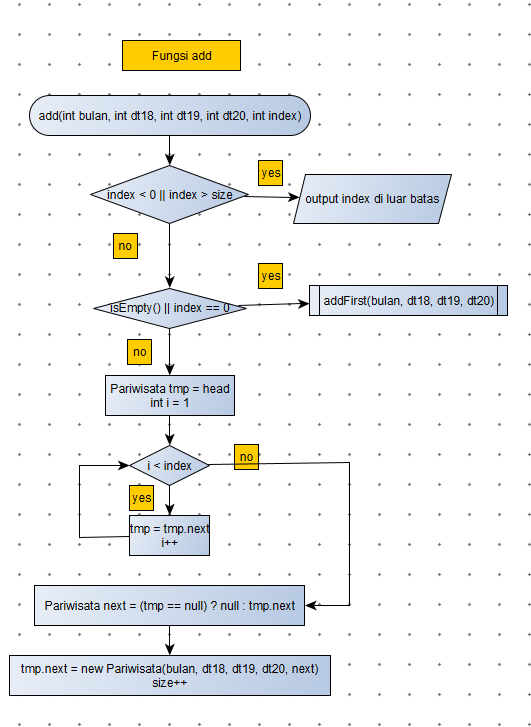 Fungsi add
add(int bulan, int dt18, int dt19, int dt20, int index)
yes
index < 0 || index > size
output index di luar batas
no
yes
isEmpty() || index == 0
addFirst(bulan, dt18, dt19, dt20)
no
Pariwisata tmp = head
int i = 1
no
i < index
yes
tmp = tmp.next
i++
Pariwisata next = (tmp == null) ? null : tmp.next
tmp.next = new Pariwisata(bulan, dt18, dt19, dt20, next)
size++